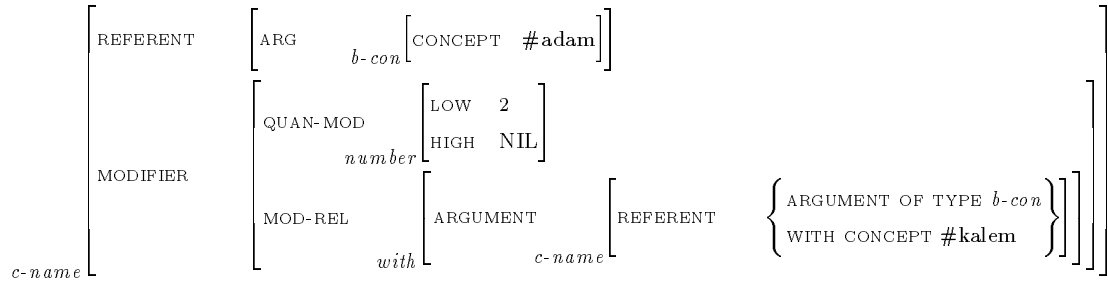 REFERENT ARG b-con CONCEPT #adam
QUAN-MOD number LOW 2
HIGH NIL
MODIFIER
MOD-REL with ARGUMENT c-name REFERENT { ARGUMENT OF TYPE b-con
WITH CONCEPT #kalem }
c-name